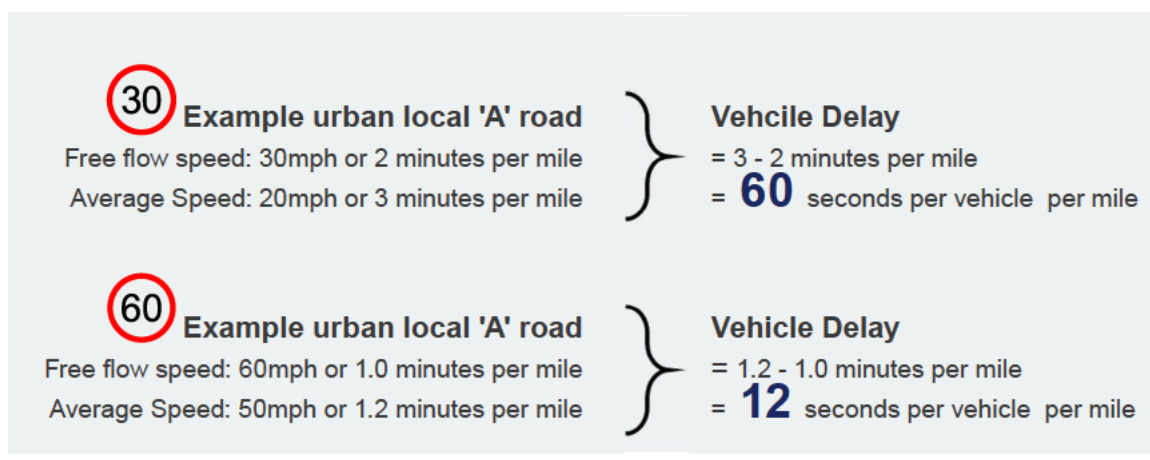 30 Example urban local 'A' road
Free flow speed: 30mph or 2 minutes per mile
Average Speed: 20mph or 3 minutes per mile
Vehcile Delay
= 3 - 2 minutes per mile
= 60 seconds per vehicle per mile
60 Example urban local 'A' road
Free flow speed: 60mph or 1.0 minutes per mile
Average Speed: 50mph or 1.2 minutes per mile
Vehicle Delay
= 1.2 - 1.0 minutes per mile
= 12 seconds per vehicle per mile